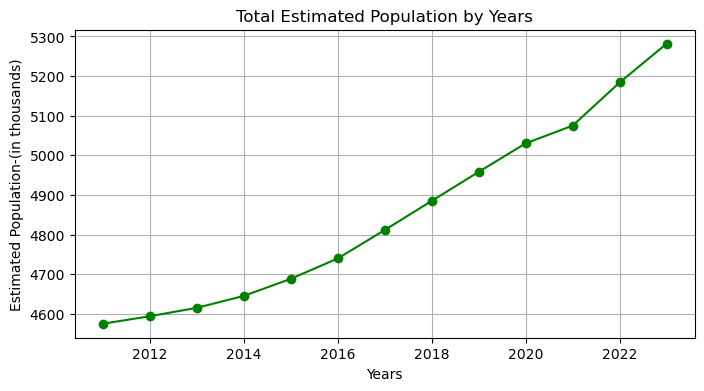 Total Estimated Population by Years
Estimated Population-(in thousands)
5300
5200
5100
5000
4900
4800
4700
4600
2012 2014 2016 2018 2020 2022
Years